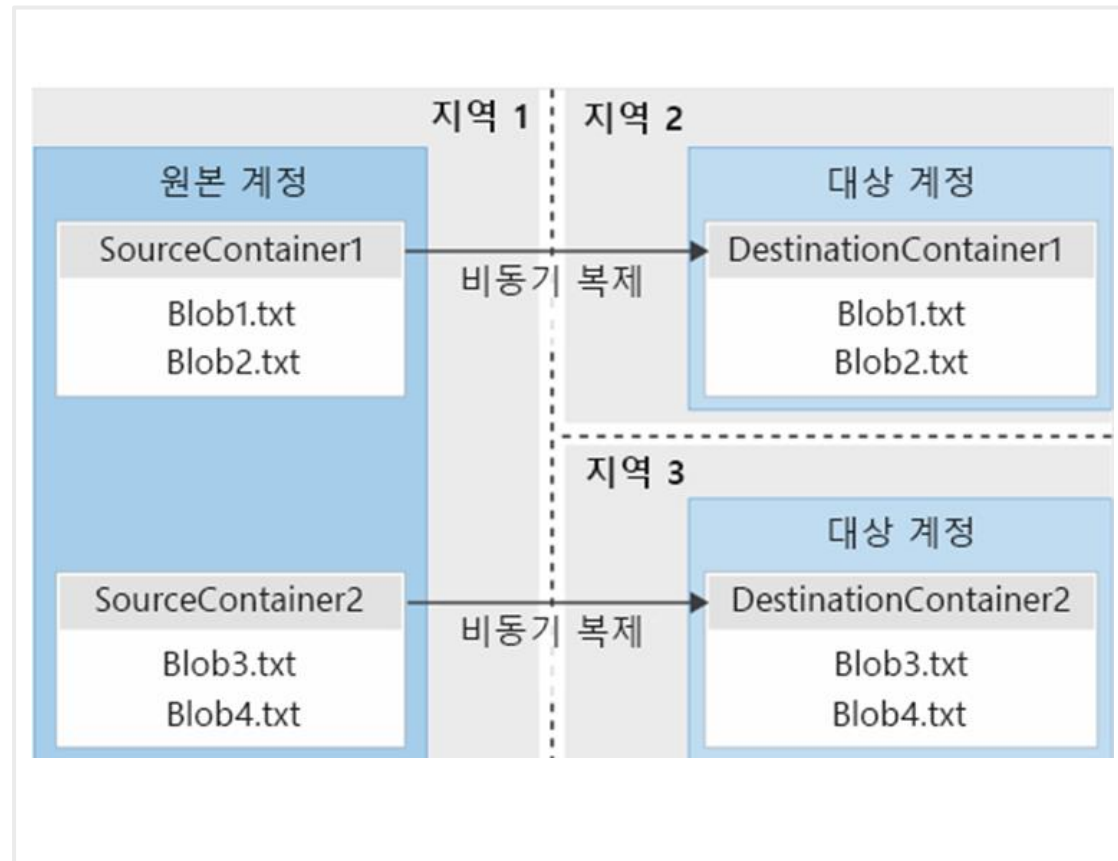 지역 1
원본 계정
SourceContainer1
Blob1.txt
Blob2.txt
비동기 복제
지역 2
대상 계정
DestinationContainer1
Blob1.txt
Blob2.txt
SourceContainer2
Blob3.txt
Blob4.txt
비동기 복제
지역 3
대상 계정
DestinationContainer2
Blob3.txt
Blob4.txt